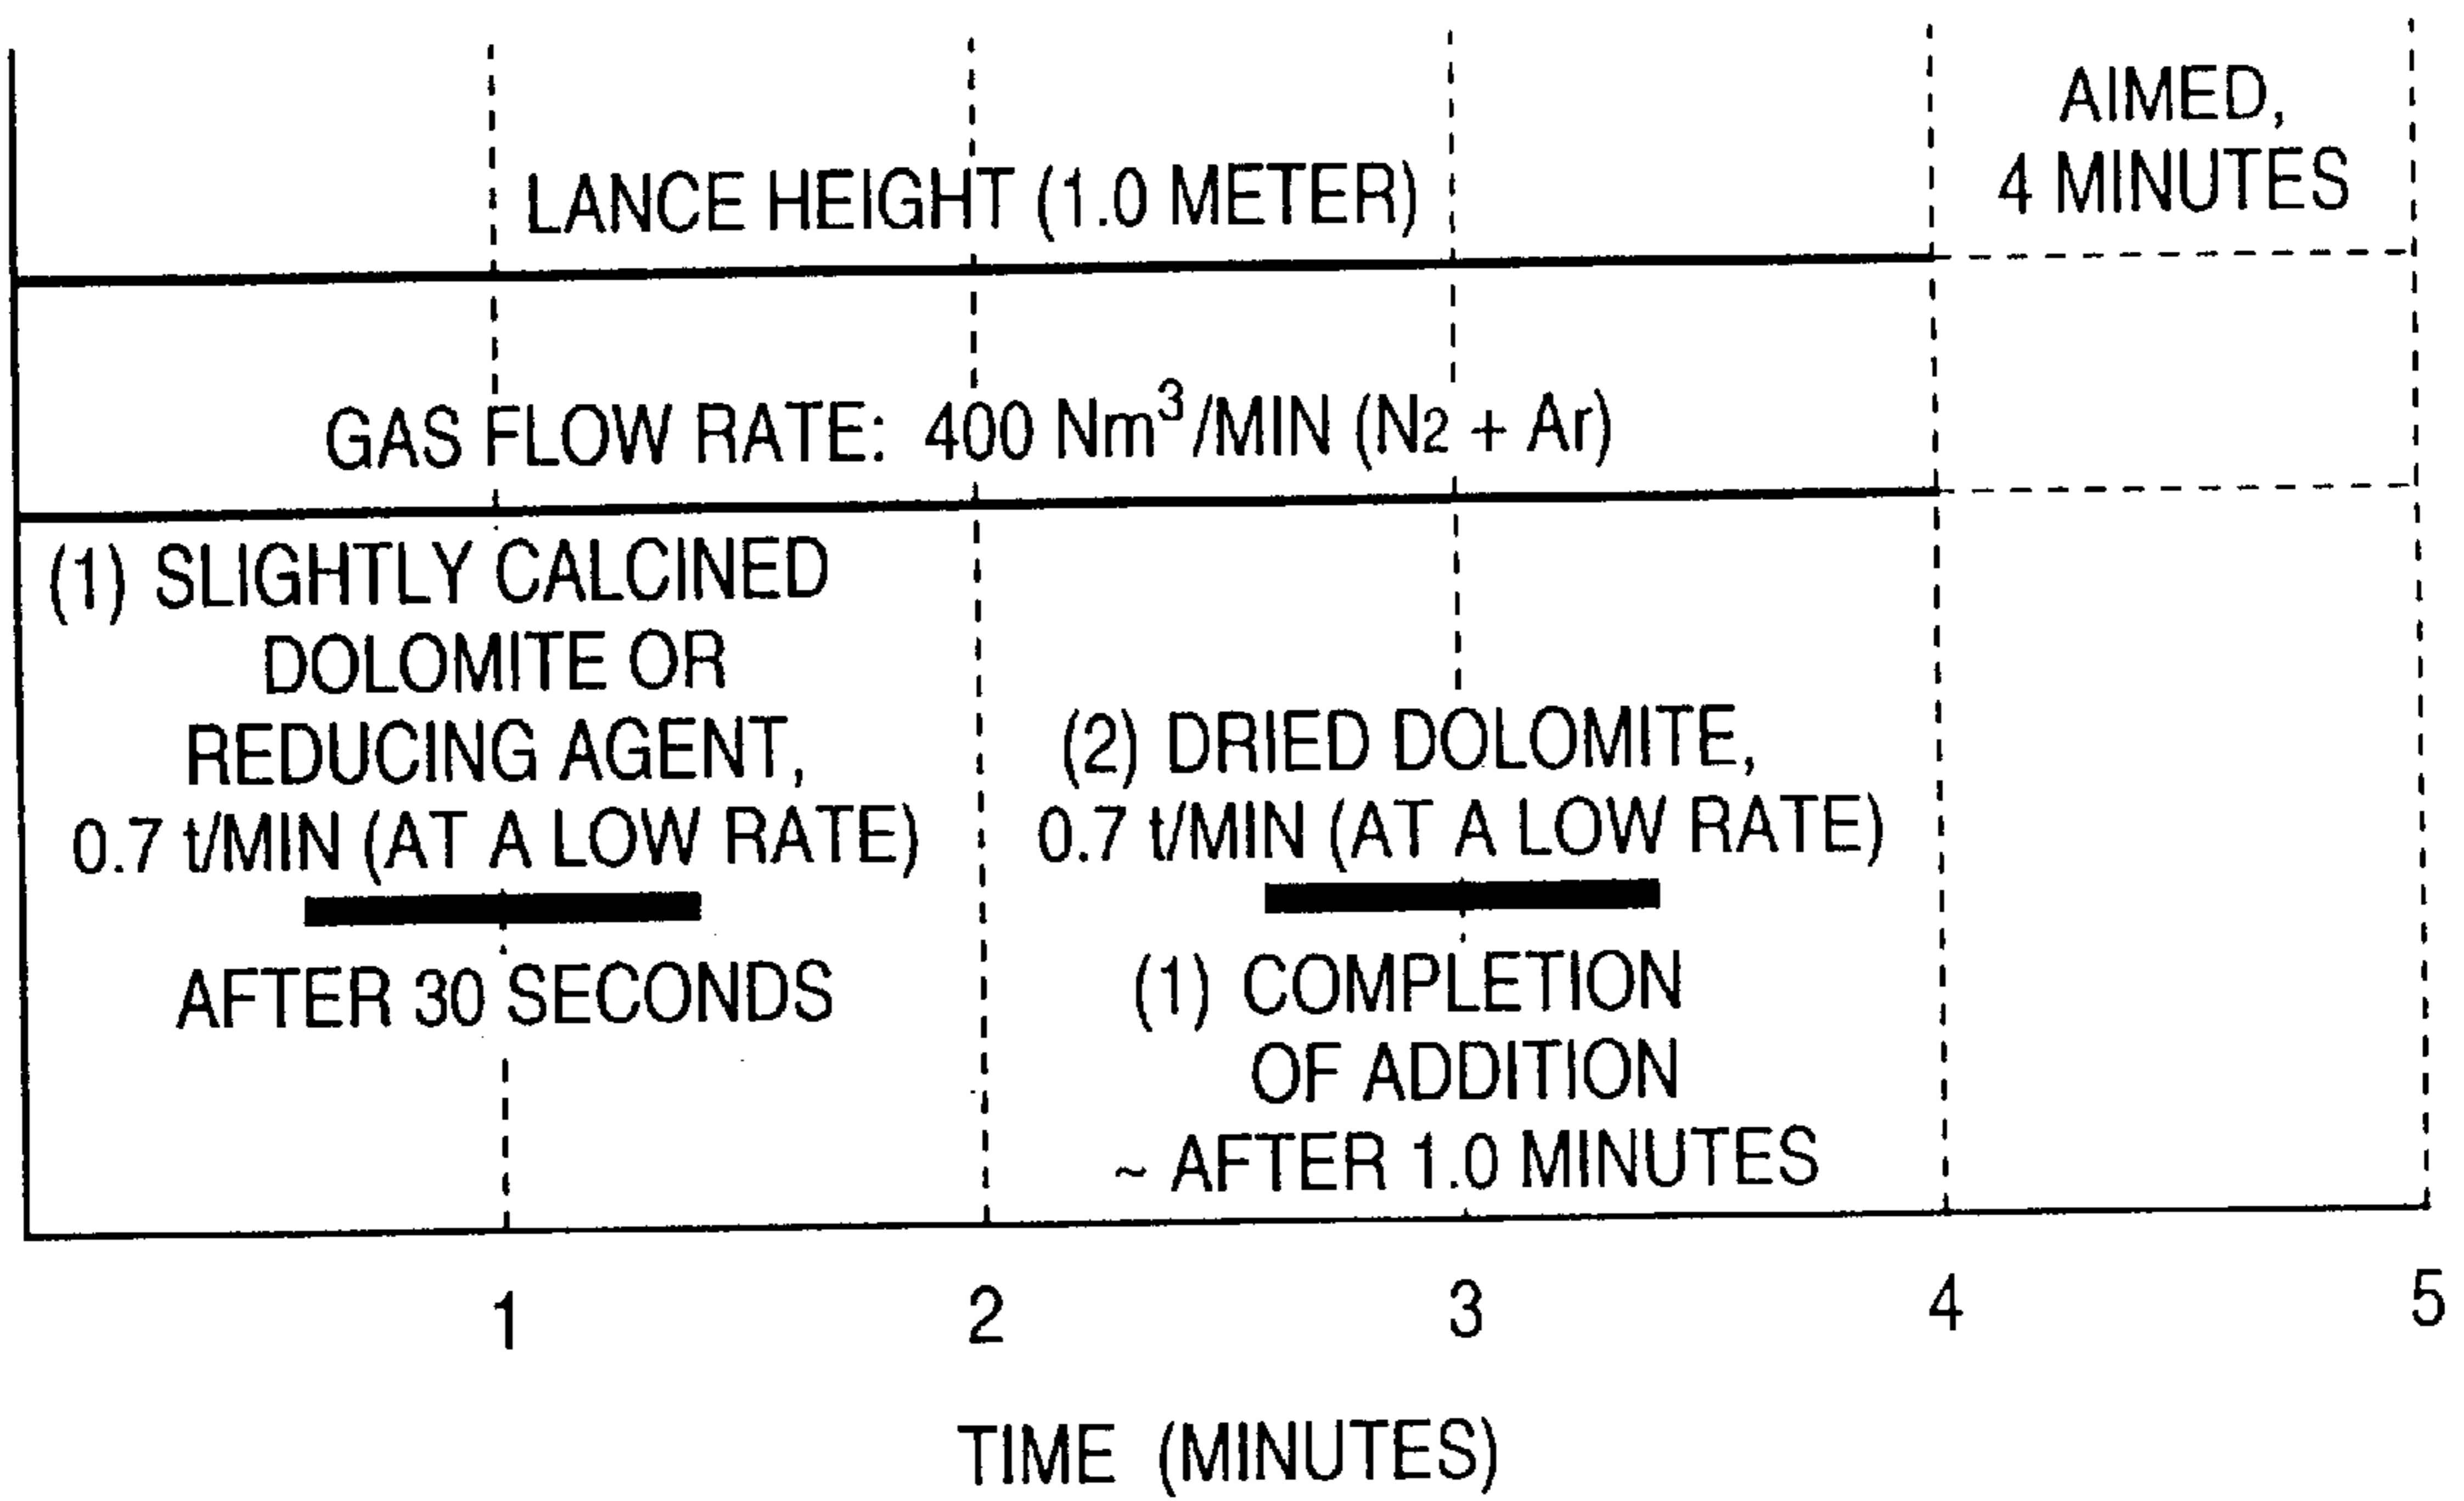 AIMED,
4 MINUTES
LANCE HEIGHT (1.0 METER)
GAS FLOW RATE: 400 Nm³/MIN (N2 + Ar)
(1) SLIGHTLY CALCINED
DOLOMITE OR
REDUCING AGENT,
0.7 t/MIN (AT A LOW RATE)
AFTER 30 SECONDS
(2) DRIED DOLOMITE,
0.7 t/MIN (AT A LOW RATE)
(1) COMPLETION
OF ADDITION
~ AFTER 1.0 MINUTES
1 2 3 4 5
TIME (MINUTES)